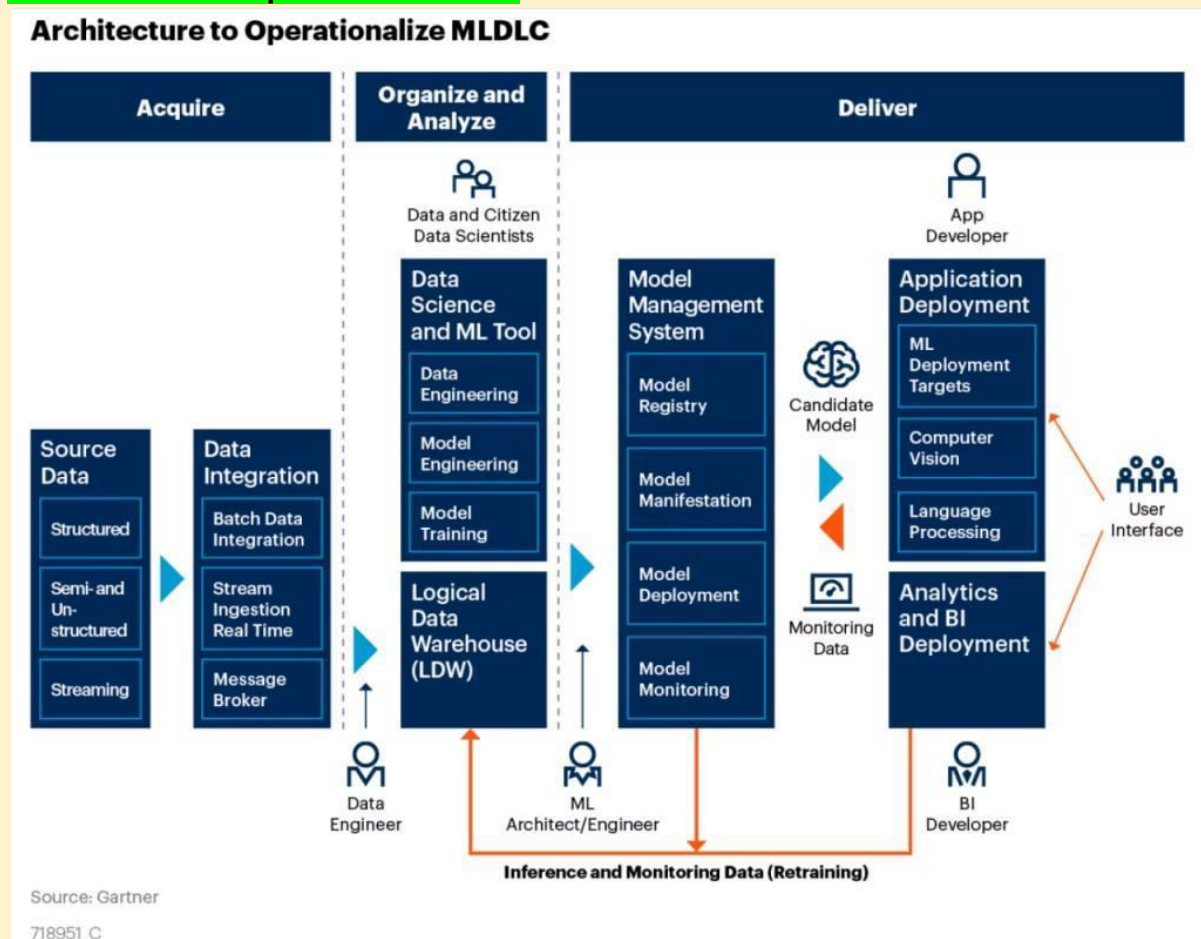 Architecture to Operationalize MLDLC
Acquire
Organize and
Analyze
Deliver
Data and Citizen
Data Scientists
App
Developer
Source
Data
Structured
Semi- and
Un-
structured
Streaming
Data
Integration
Batch Data
Integration
Stream
Ingestion
Real Time
Message
Broker
Data
Science
and ML Tool
Data
Engineering
Model
Engineering
Model
Training
Logical
Data
Warehouse
(LDW)
Model
Management
System
Model
Registry
Model
Manifestation
Model
Deployment
Model
Monitoring
Candidate
Model
Monitoring
Data
Application
Deployment
ML
Deployment
Targets
Computer
Vision
Language
Processing
Analytics
and BI
Deployment
User
Interface
Data
Engineer
ML
Architect/Engineer
BI
Developer
Inference and Monitoring Data (Retraining)
Source: Gartner
718951_C